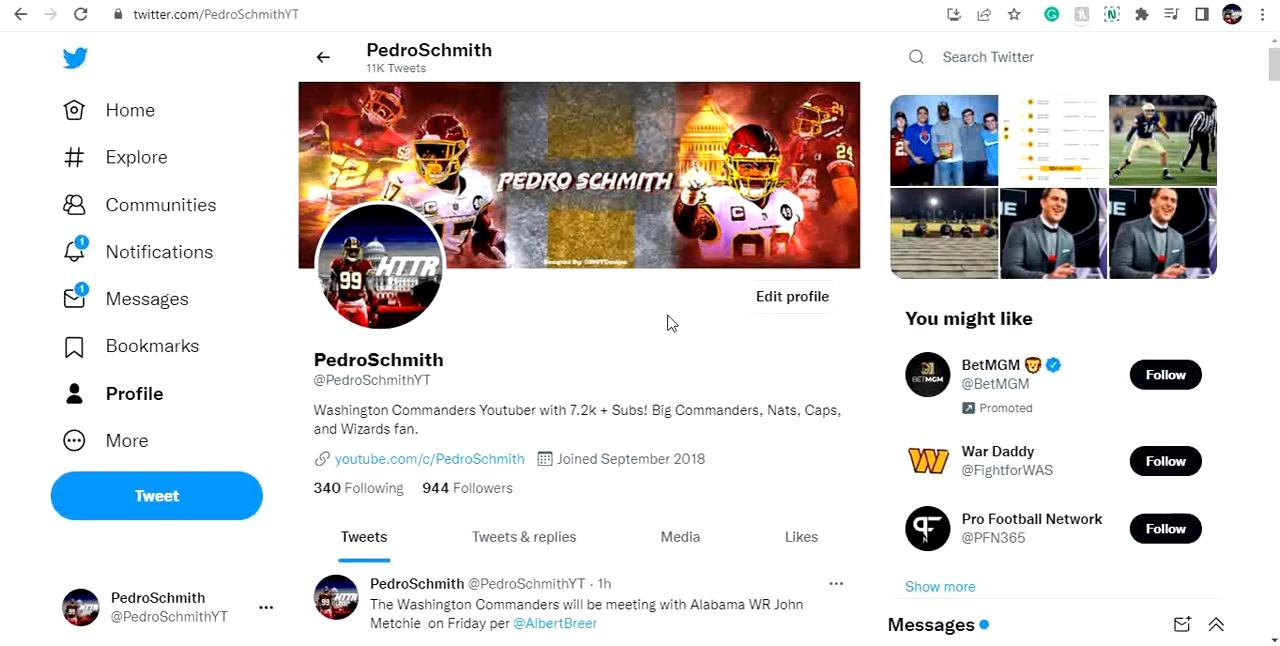 twitter.com/PedroSchmithYT
PedroSchmith
11K Tweets
Search Twitter
Home
Explore
Communities
1
Notifications
1
Messages
Bookmarks
Profile
More
Tweet
PedroSchmith
@PedroSchmithYT
PEDRO SCHMITH
HTTR
99
Edit profile
PedroSchmith
@PedroSchmithYT
Washington Commanders Youtuber with 7.2k + Subs! Big Commanders, Nats, Caps,
and Wizards fan.
youtube.com/c/PedroSchmith Joined September 2018
340 Following 944 Followers
Tweets Tweets & replies Media Likes
PedroSchmith @PedroSchmithYT · 1h
The Washington Commanders will be meeting with Alabama WR John
Metchie on Friday per @AlbertBreer
You might like
BetMGM
@BetMGM
Promoted
Follow
War Daddy
@FightforWAS
Follow
Pro Football Network
@PFN365
Follow
Show more
Messages